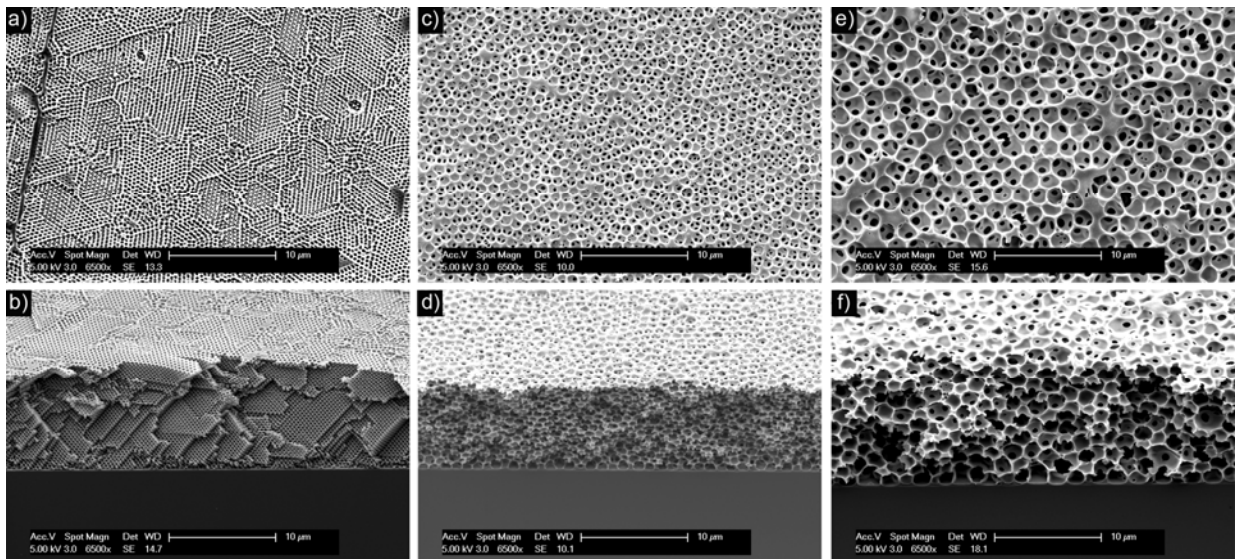 a)
Acc.V Spot Magn Det WD 10 µm
5.00 kV 3.0 6500x SE 13.3
c)
Acc.V Spot Magn Det WD 10 µm
5.00 kV 3.0 6500x SE 10.0
e)
Acc.V Spot Magn Det WD 10 µm
5.00 kV 3.0 6500x SE 15.6
b)
Acc.V Spot Magn Det WD 10 µm
5.00 kV 3.0 6500x SE 14.7
d)
Acc.V Spot Magn Det WD 10 µm
5.00 kV 3.0 6500x SE 10.1
f)
Acc.V Spot Magn Det WD 10 µm
5.00 kV 3.0 6500x SE 18.1